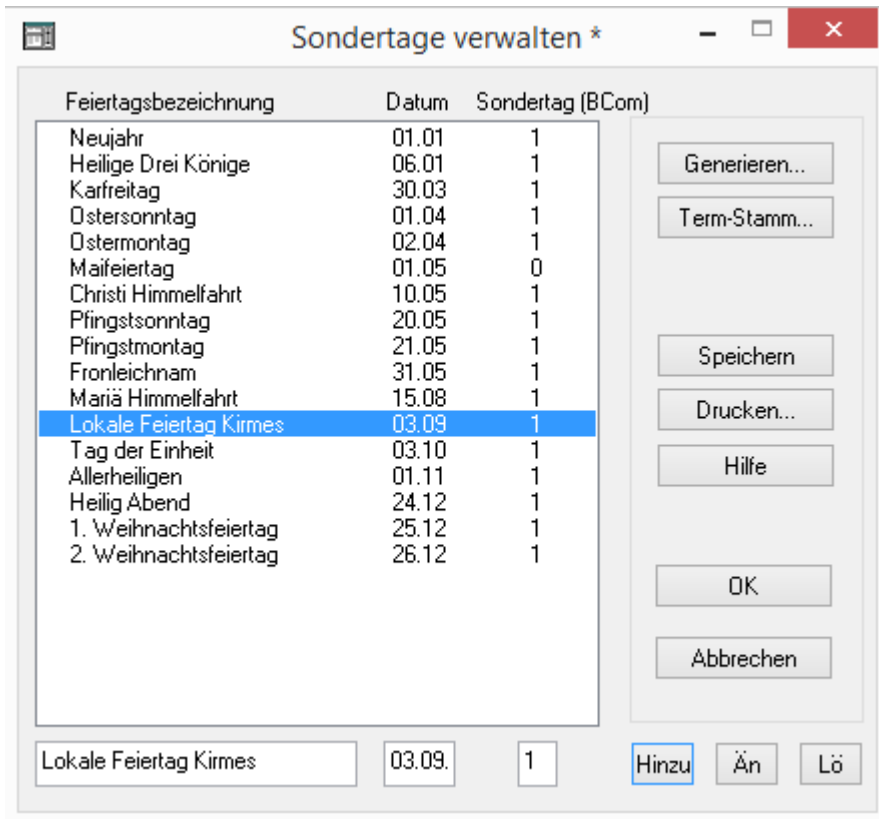 Sondertage verwalten *
Feiertagsbezeichnung Datum Sondertag (BCom)
Neujahr 01.01 1
Heilige Drei Könige 06.01 1
Karfreitag 30.03 1
Ostersonntag 01.04 1
Ostermontag 02.04 1
Maifeiertag 01.05 0
Christi Himmelfahrt 10.05 1
Pfingstsonntag 20.05 1
Pfingstmontag 21.05 1
Fronleichnam 31.05 1
Mariä Himmelfahrt 15.08 1
Lokale Feiertag Kirmes 03.09 1
Tag der Einheit 03.10 1
Allerheiligen 01.11 1
Heilig Abend 24.12 1
1. Weihnachtsfeiertag 25.12 1
2. Weihnachtsfeiertag 26.12 1
Generieren...
Term-Stamm...
Speichern
Drucken...
Hilfe
OK
Abbrechen
Lokale Feiertag Kirmes 03.09. 1 Hinzu Än Lö